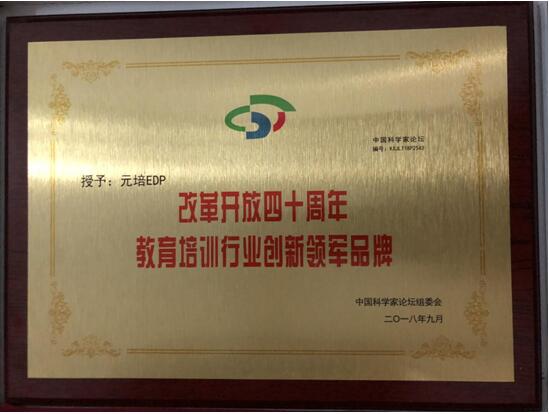 中国科学家论坛
授予：元培EDP
改革开放四十周年
教育培训行业创新领军品牌
中国科学家论坛组委会
二〇一八年九月